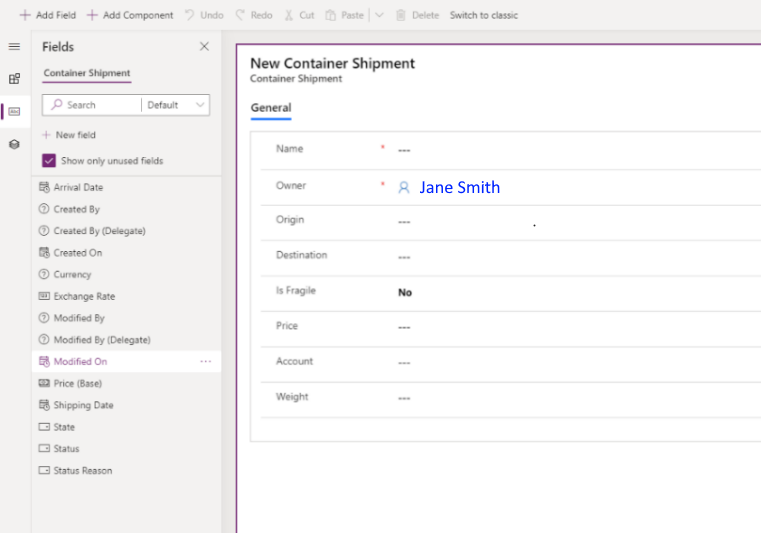 Add Field Add Component Undo Redo Cut Paste Delete Switch to classic
Fields
Container Shipment
Search Default
New field
Show only unused fields
Arrival Date
Created By
Created By (Delegate)
Created On
Currency
Exchange Rate
Modified By
Modified By (Delegate)
Modified On ...
Price (Base)
Shipping Date
State
Status
Status Reason
New Container Shipment
Container Shipment
General
Name * ---
Owner * Jane Smith
Origin ---
Destination ---
Is Fragile No
Price ---
Account ---
Weight ---